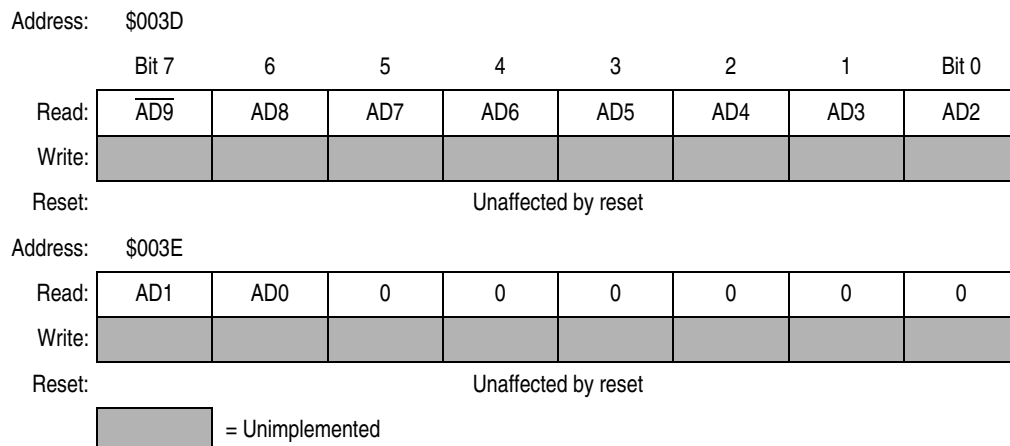 Address: $003D
Bit 7 6 5 4 3 2 1 Bit 0
Read: A̅D̅9̅ AD8 AD7 AD6 AD5 AD4 AD3 AD2
Write:
Reset: Unaffected by reset
Address: $003E
Read: AD1 AD0 0 0 0 0 0 0
Write:
Reset: Unaffected by reset
= Unimplemented